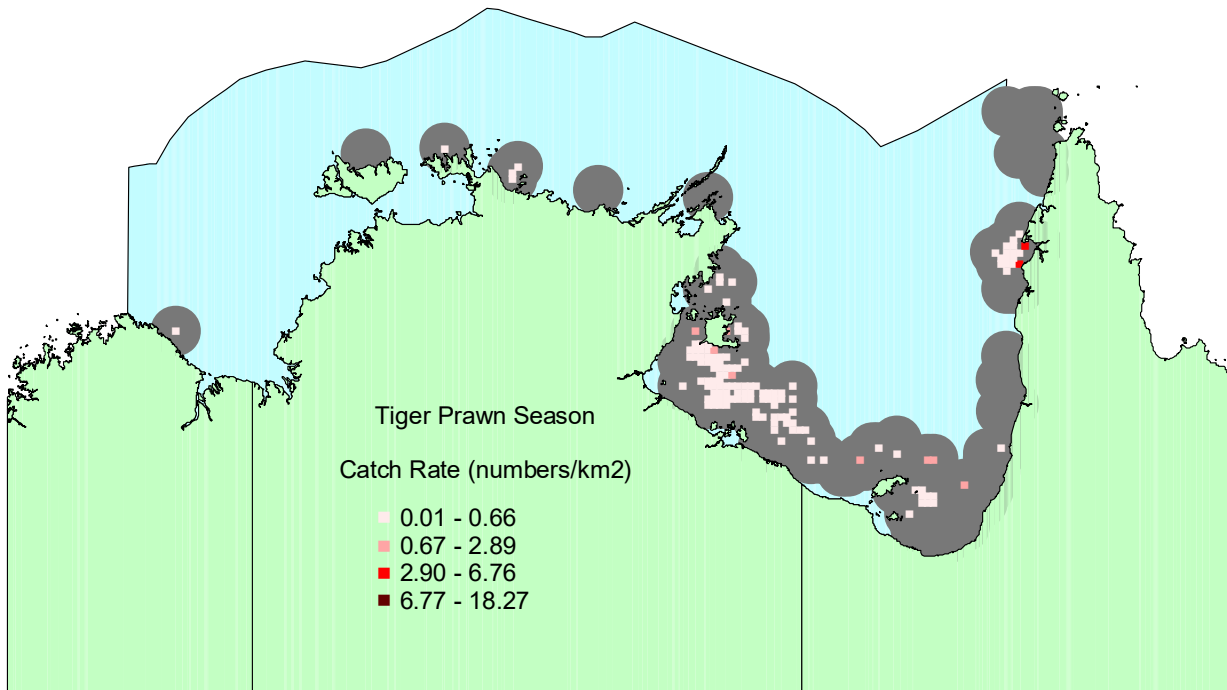 Tiger Prawn Season
Catch Rate (numbers/km2)
0.01 - 0.66
0.67 - 2.89
2.90 - 6.76
6.77 - 18.27